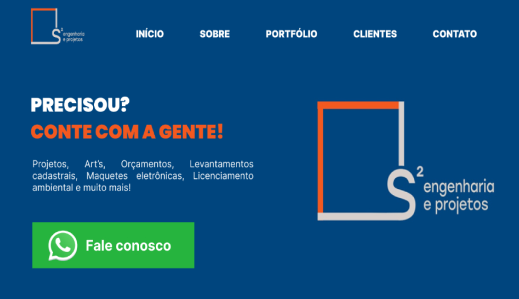 S² engenharia
e projetos
INÍCIO SOBRE PORTFÓLIO CLIENTES CONTATO
PRECISOU?
CONTE COM A GENTE!
Projetos, Art's, Orçamentos, Levantamentos
cadastrais, Maquetes eletrônicas, Licenciamento
ambiental e muito mais!
S² engenharia
e projetos
Fale conosco